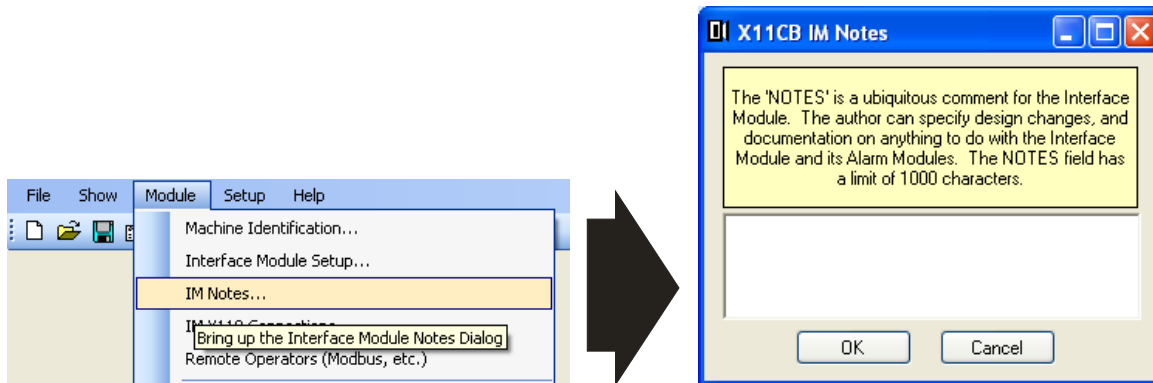 File Show Module Setup Help
Machine Identification...
Interface Module Setup...
IM Notes...
Bring up the Interface Module Notes Dialog
Remote Operators (Modbus, etc.)
X11CB IM Notes
The 'NOTES' is a ubiquitous comment for the Interface
Module. The author can specify design changes, and
documentation on anything to do with the Interface
Module and its Alarm Modules. The NOTES field has
a limit of 1000 characters.
OK Cancel